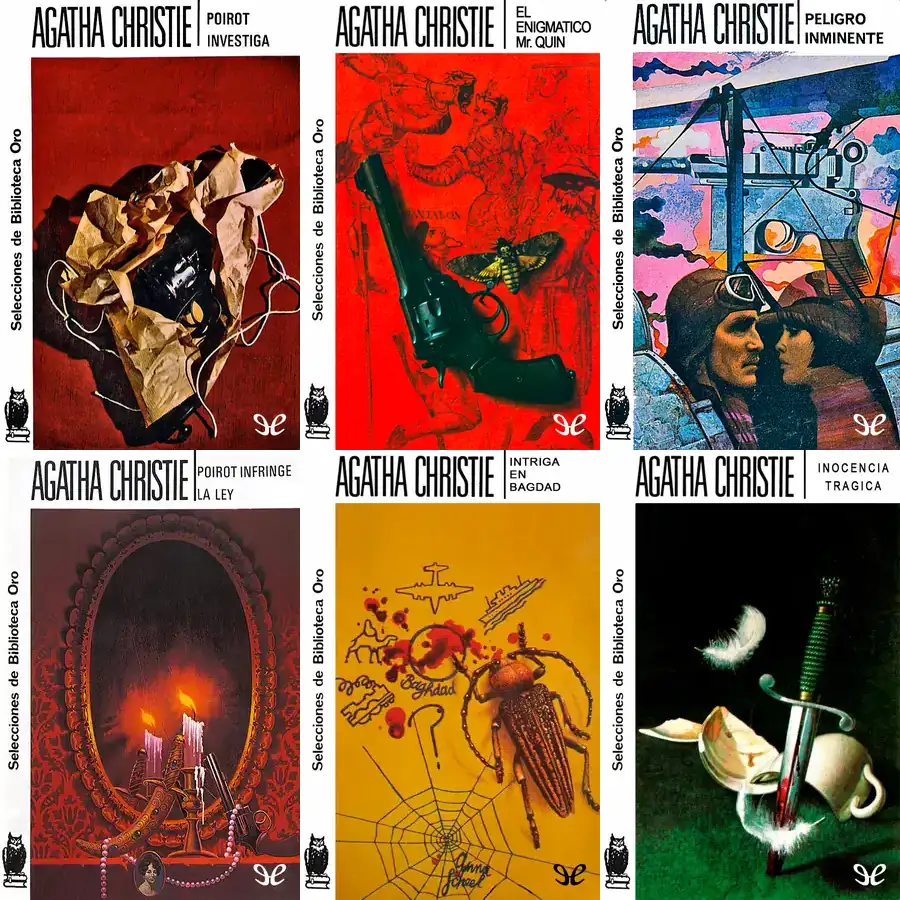 AGATHA CHRISTIE
POIROT
INVESTIGA
Selecciones de Biblioteca Oro
AGATHA CHRISTIE
EL
ENIGMATICO
Mr. QUIN
Selecciones de Biblioteca Oro
AGATHA CHRISTIE
PELIGRO
INMINENTE
Selecciones de Biblioteca Oro
AGATHA CHRISTIE
POIROT INFRINGE
LA LEY
Selecciones de Biblioteca Oro
AGATHA CHRISTIE
INTRIGA
EN
BAGDAD
Selecciones de Biblioteca Oro
Baghdad
Anna
Scheel
AGATHA CHRISTIE
INOCENCIA
TRAGICA
Selecciones de Biblioteca Oro